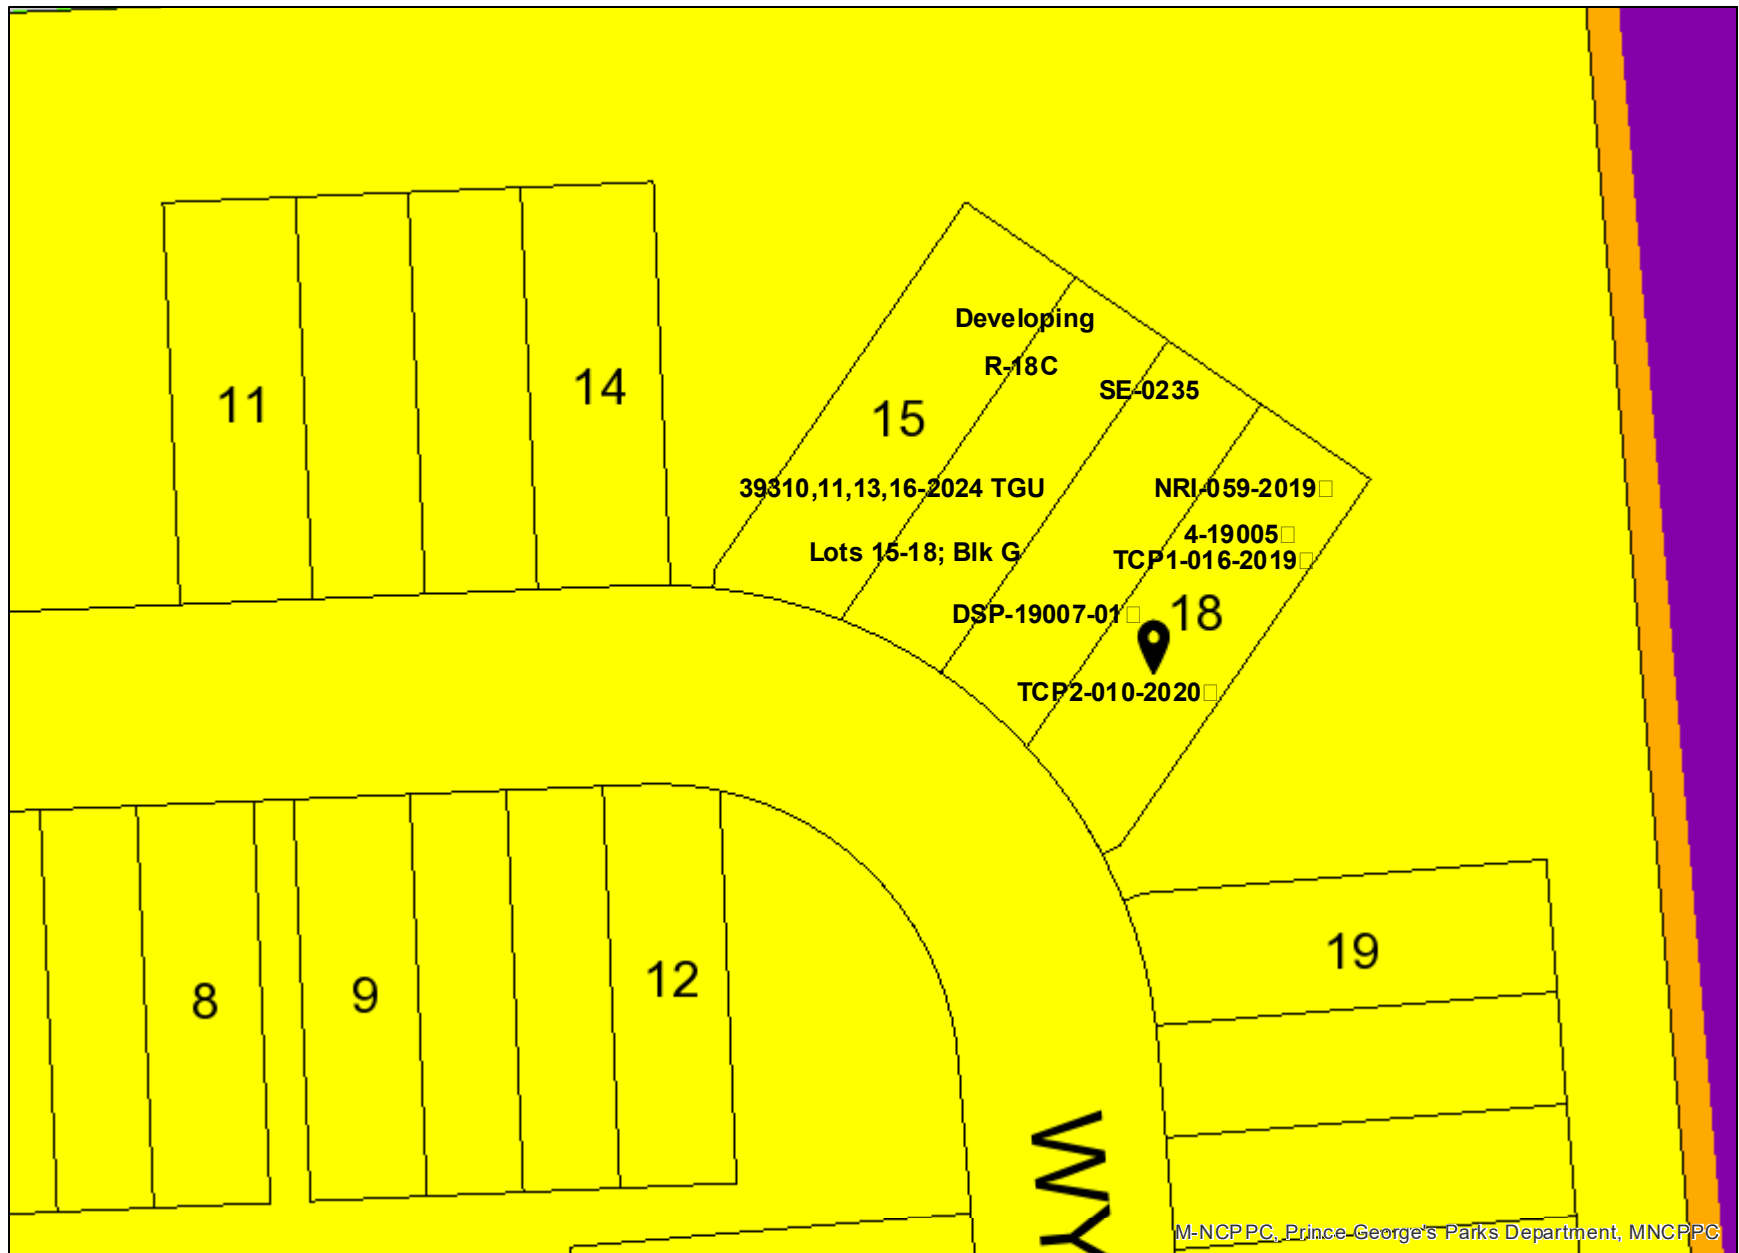 Developing
R-18C
SE-0235
11
14
15
39310,11,13,16-2024 TGU
NRI-059-2019
4-19005
Lots 15-18; Blk G
TCP1-016-2019
DSP-19007-01
18
TCP2-010-2020
19
8
9
12
WY
M-NCPPC, Prince George's Parks Department, MNCPPC